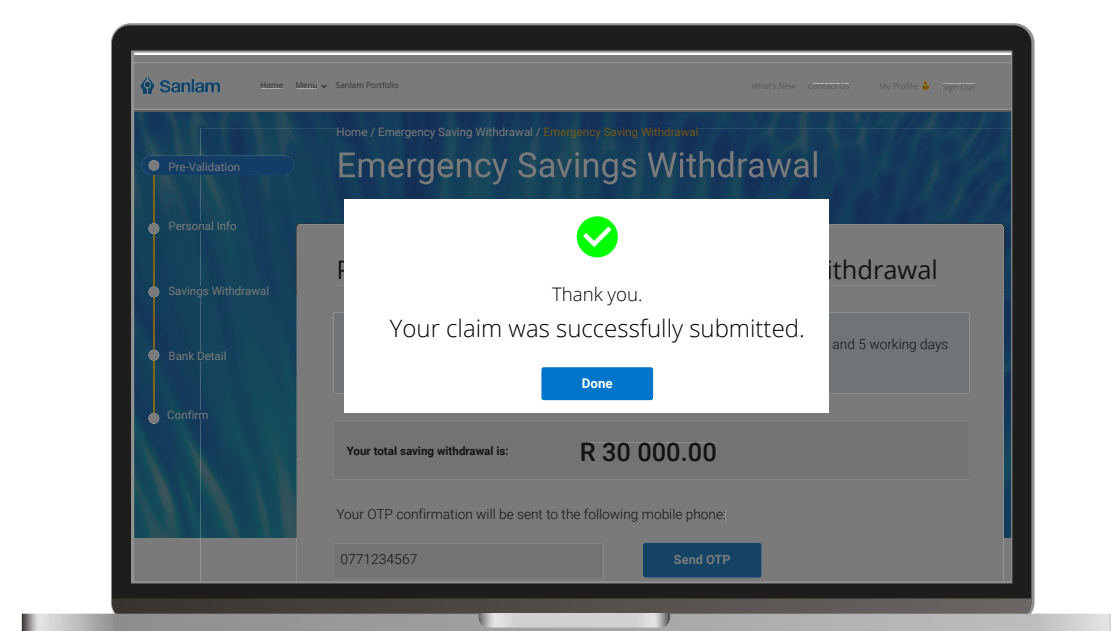 Sanlam
Home Menu Sanlam Portfolio What's New Contact Us My Profile Sign Out
Home / Emergency Saving Withdrawal / Emergency Saving Withdrawal
Emergency Savings Withdrawal
Pre-Validation
Personal Info
Savings Withdrawal
Bank Detail
Confirm
ithdrawal
Thank you.
Your claim was successfully submitted.
and 5 working days
Done
Your total saving withdrawal is: R 30 000.00
Your OTP confirmation will be sent to the following mobile phone:
0771234567 Send OTP